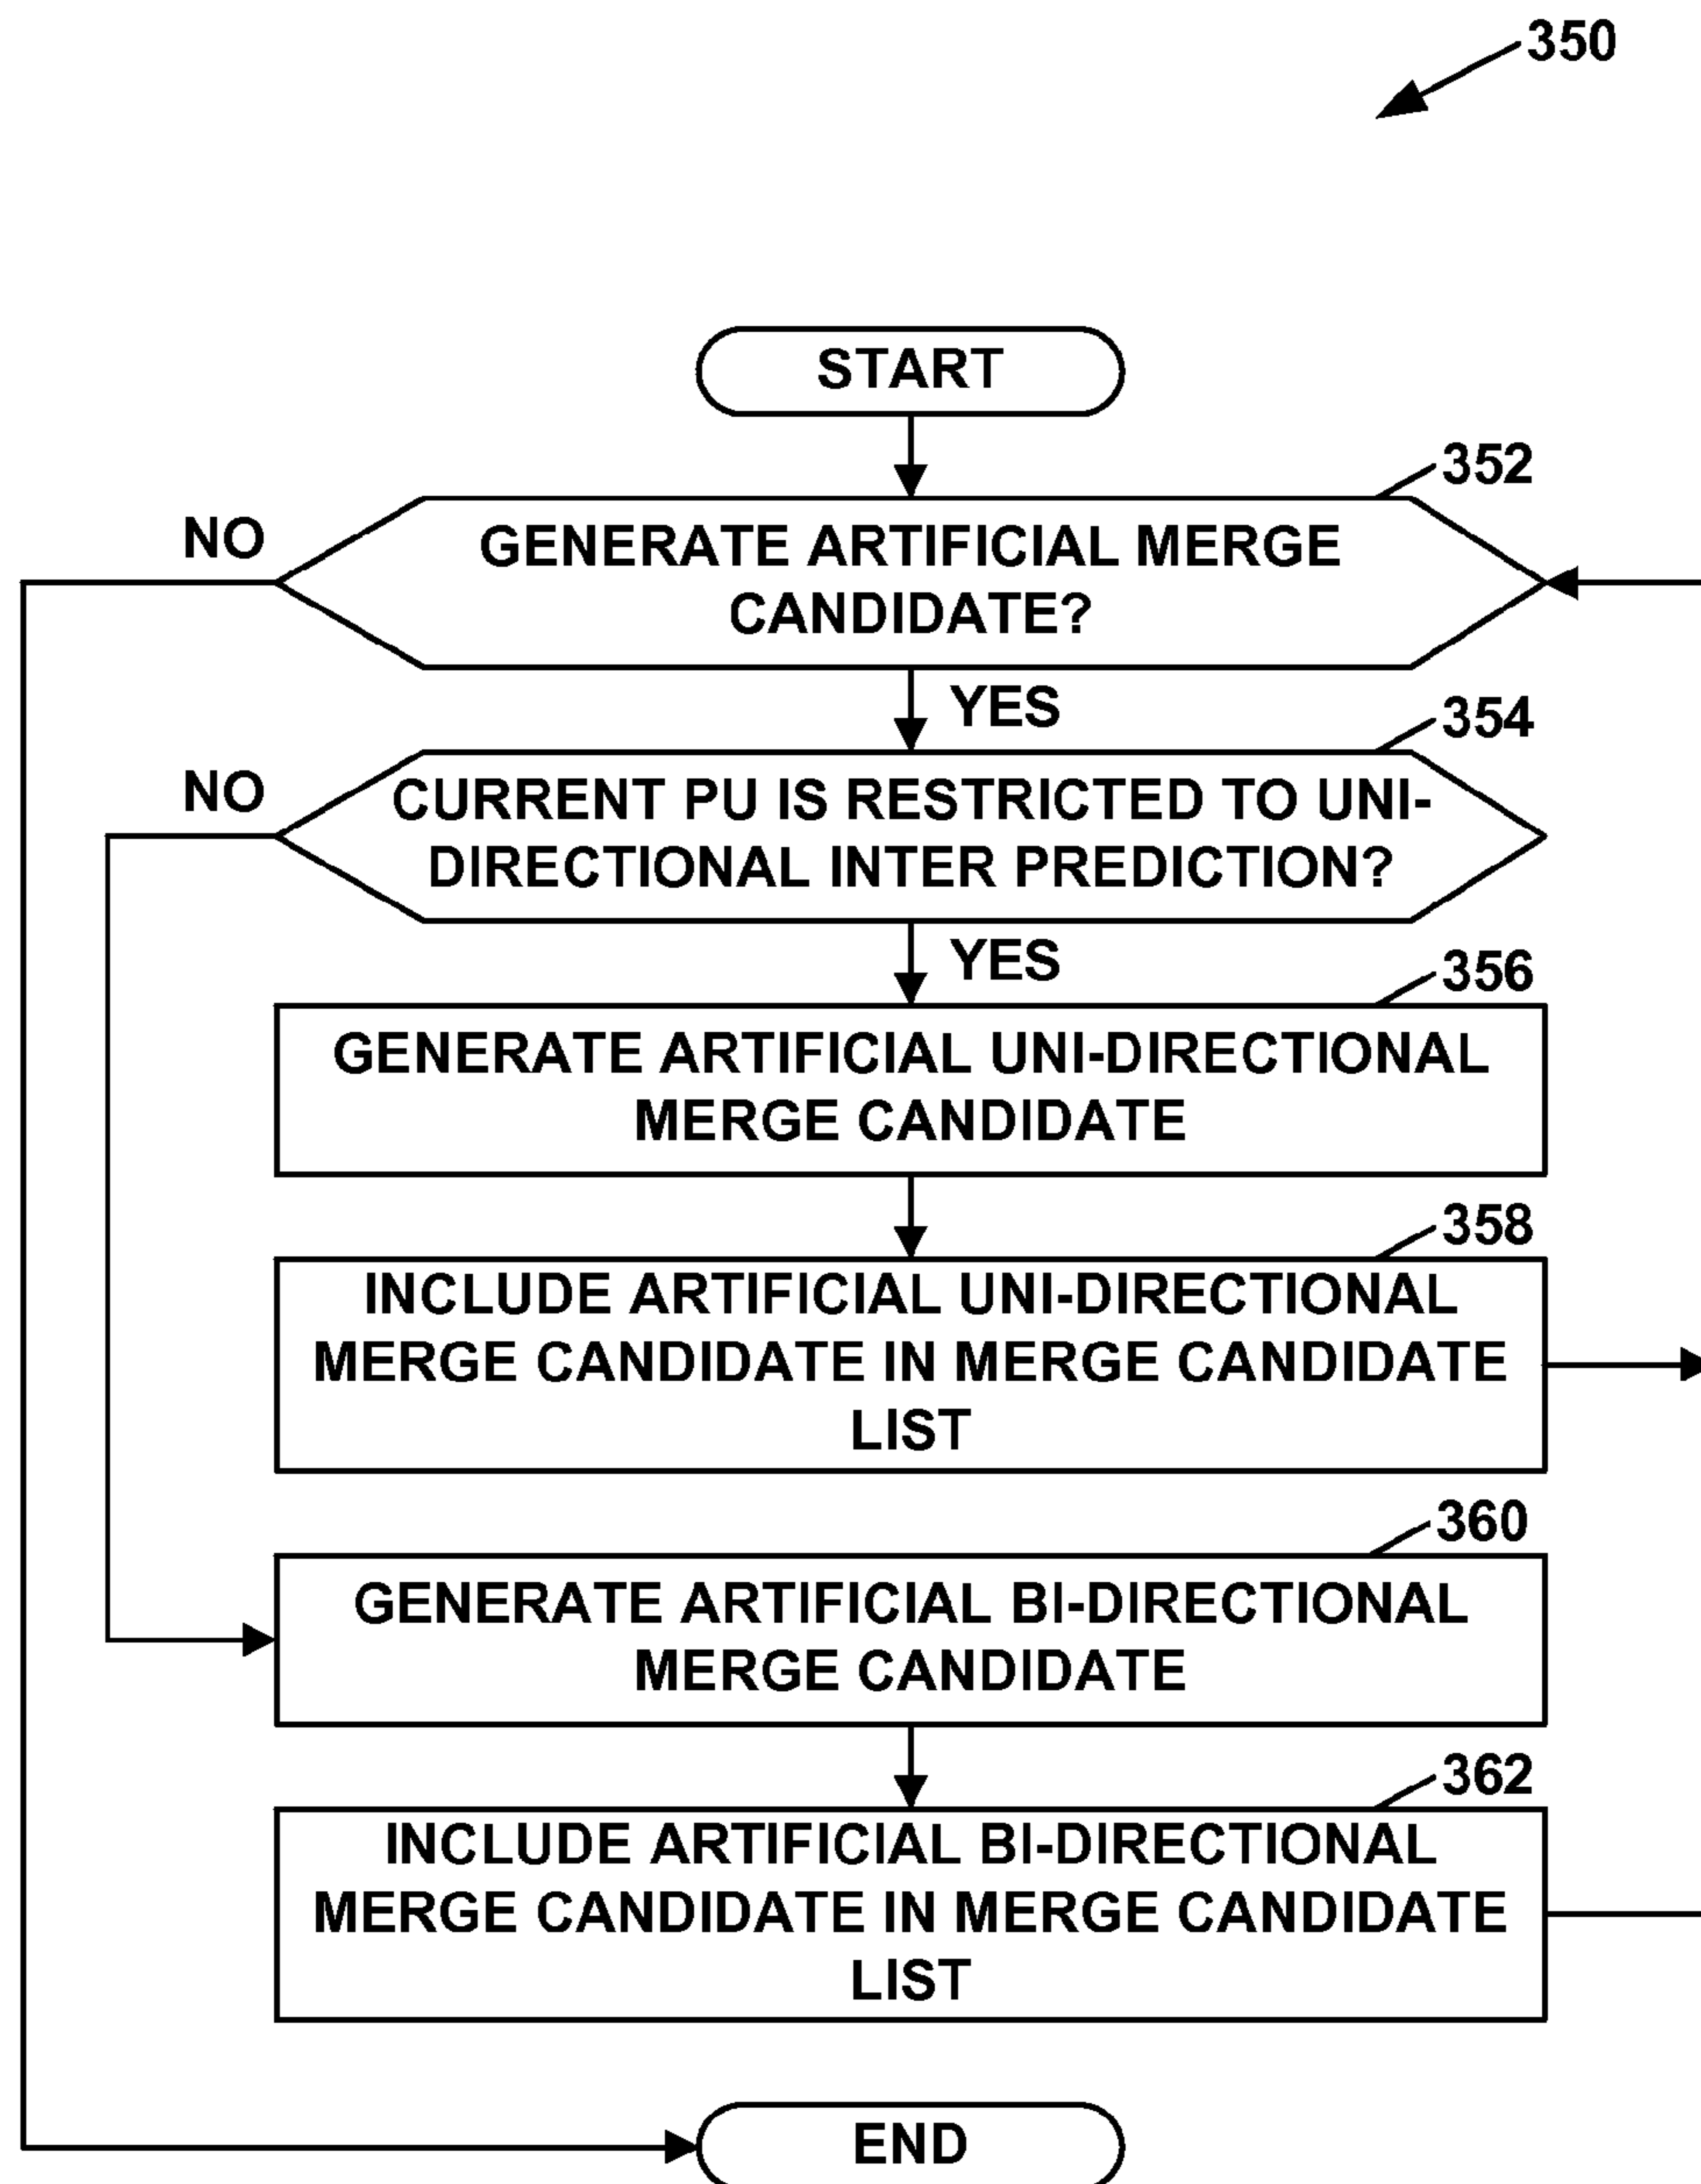 350
START
352
NO
GENERATE ARTIFICIAL MERGE
CANDIDATE?
YES
354
NO
CURRENT PU IS RESTRICTED TO UNI-
DIRECTIONAL INTER PREDICTION?
YES
356
GENERATE ARTIFICIAL UNI-DIRECTIONAL
MERGE CANDIDATE
358
INCLUDE ARTIFICIAL UNI-DIRECTIONAL
MERGE CANDIDATE IN MERGE CANDIDATE
LIST
360
GENERATE ARTIFICIAL BI-DIRECTIONAL
MERGE CANDIDATE
362
INCLUDE ARTIFICIAL BI-DIRECTIONAL
MERGE CANDIDATE IN MERGE CANDIDATE
LIST
END